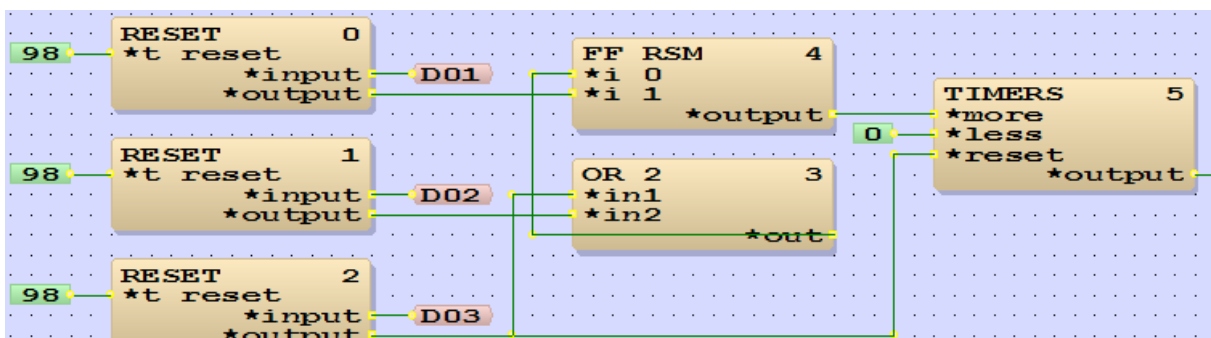 RESET 0
98 *t reset
*input D01
*output
RESET 1
98 *t reset
*input D02
*output
RESET 2
98 *t reset
*input D03
*output
FF RSM 4
*i 0
*i 1
*output
OR 2 3
*in1
*in2
*out
TIMERS 5
*more
0 *less
*reset
*output